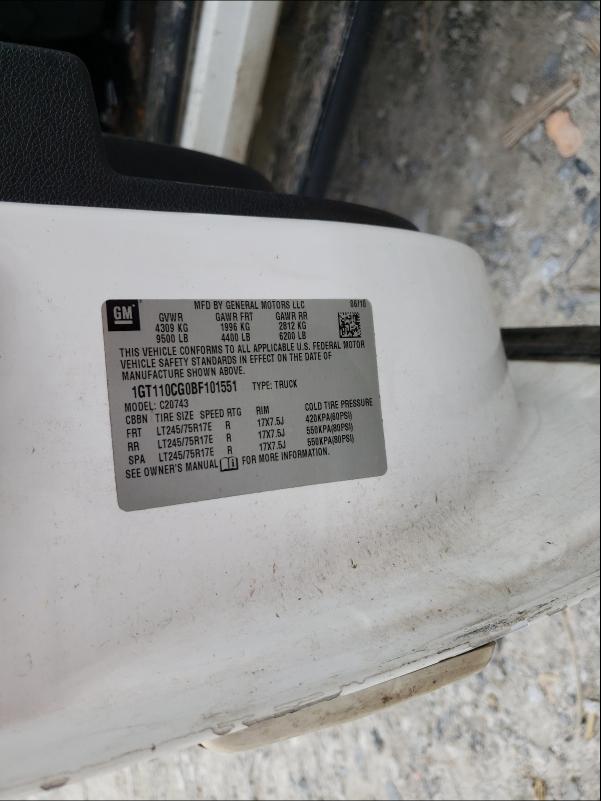 GM
MFD BY GENERAL MOTORS LLC 06/10
GVWR GAWR FRT GAWR RR
4309 KG 1996 KG 2812 KG
9500 LB 4400 LB 6200 LB
THIS VEHICLE CONFORMS TO ALL APPLICABLE U.S. FEDERAL MOTOR
VEHICLE SAFETY STANDARDS IN EFFECT ON THE DATE OF
MANUFACTURE SHOWN ABOVE.
1GT110CG0BF101551 TYPE: TRUCK
MODEL: C20743
CBBN TIRE SIZE SPEED RTG RIM COLD TIRE PRESSURE
FRT LT245/75R17E R 17X7.5J 420KPA(60PSI)
RR LT245/75R17E R 17X7.5J 550KPA(80PSI)
SPA LT245/75R17E R 17X7.5J 550KPA(80PSI)
SEE OWNER'S MANUAL FOR MORE INFORMATION.